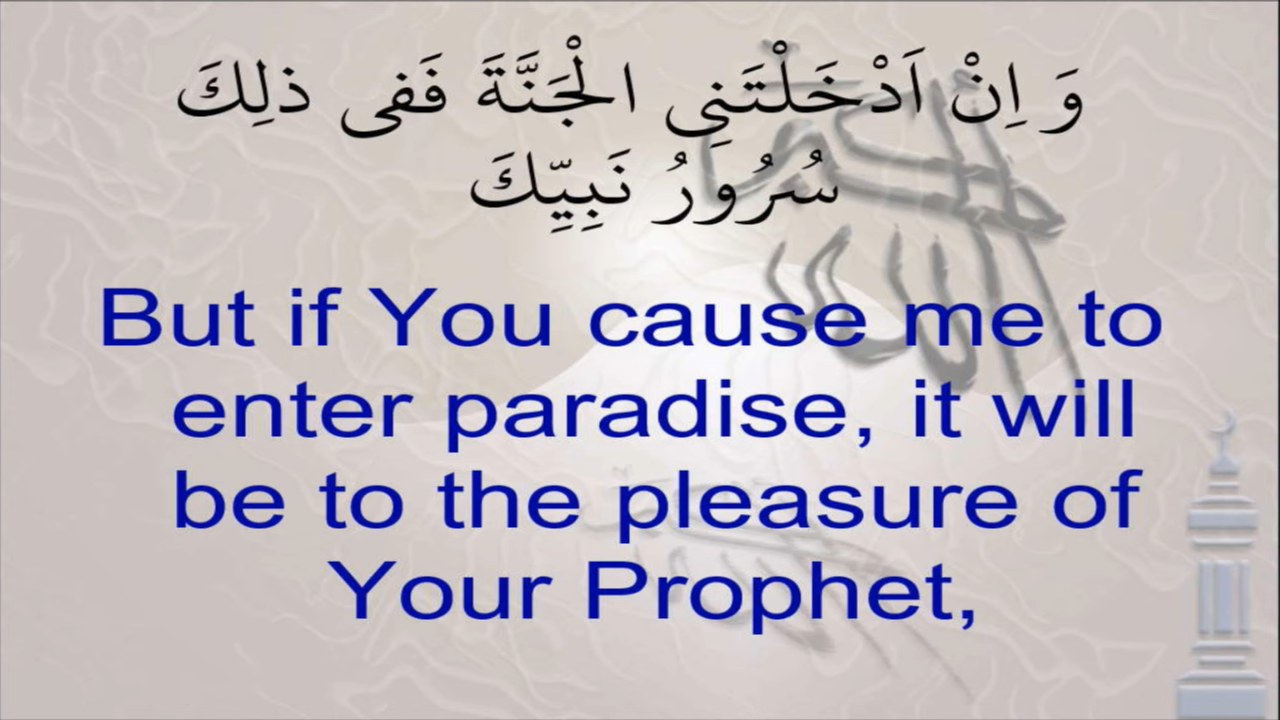 وَ اِنْ اَدْخَلْتَنِى الْجَنَّةَ فَفى ذلِكَ
سُرُورُ نَبِيِّكَ
But if You cause me to
enter paradise, it will
be to the pleasure of
Your Prophet,